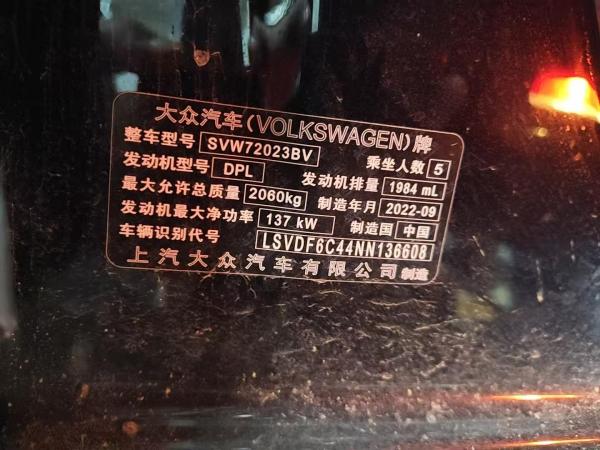 大众汽车(VOLKSWAGEN)牌
整车型号 SVW72023BV 乘坐人数 5
发动机型号 DPL 发动机排量 1984 mL
最大允许总质量 2060kg 制造年月 2022-09
发动机最大净功率 137 kW 制造国 中国
车辆识别代号 LSVDF6C44NN136608
上汽大众汽车有限公司 制造